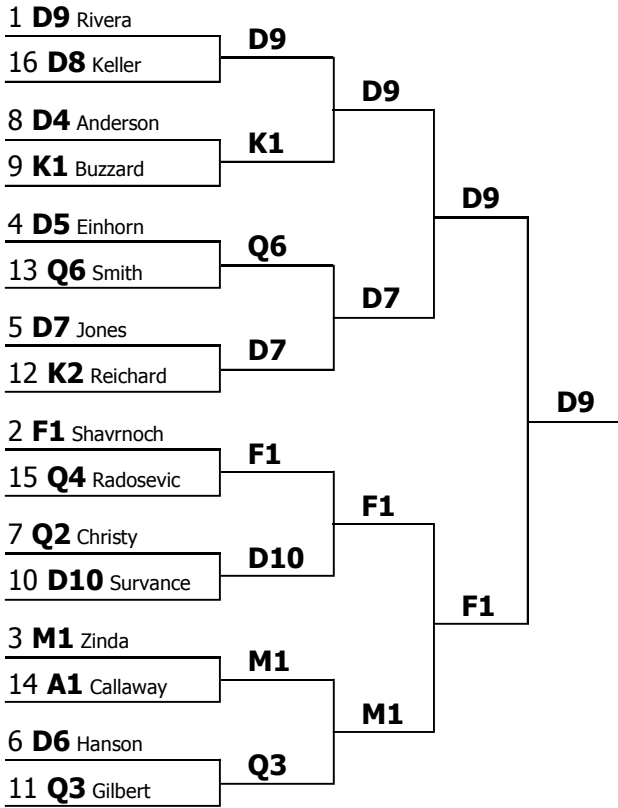 1 D9 Rivera
16 D8 Keller
8 D4 Anderson
9 K1 Buzzard
4 D5 Einhorn
13 Q6 Smith
5 D7 Jones
12 K2 Reichard
2 F1 Shavrnoch
15 Q4 Radosevic
7 Q2 Christy
10 D10 Survance
3 M1 Zinda
14 A1 Callaway
6 D6 Hanson
11 Q3 Gilbert
D9
K1
Q6
D7
F1
D10
M1
Q3
D9
D7
F1
M1
D9
F1
D9